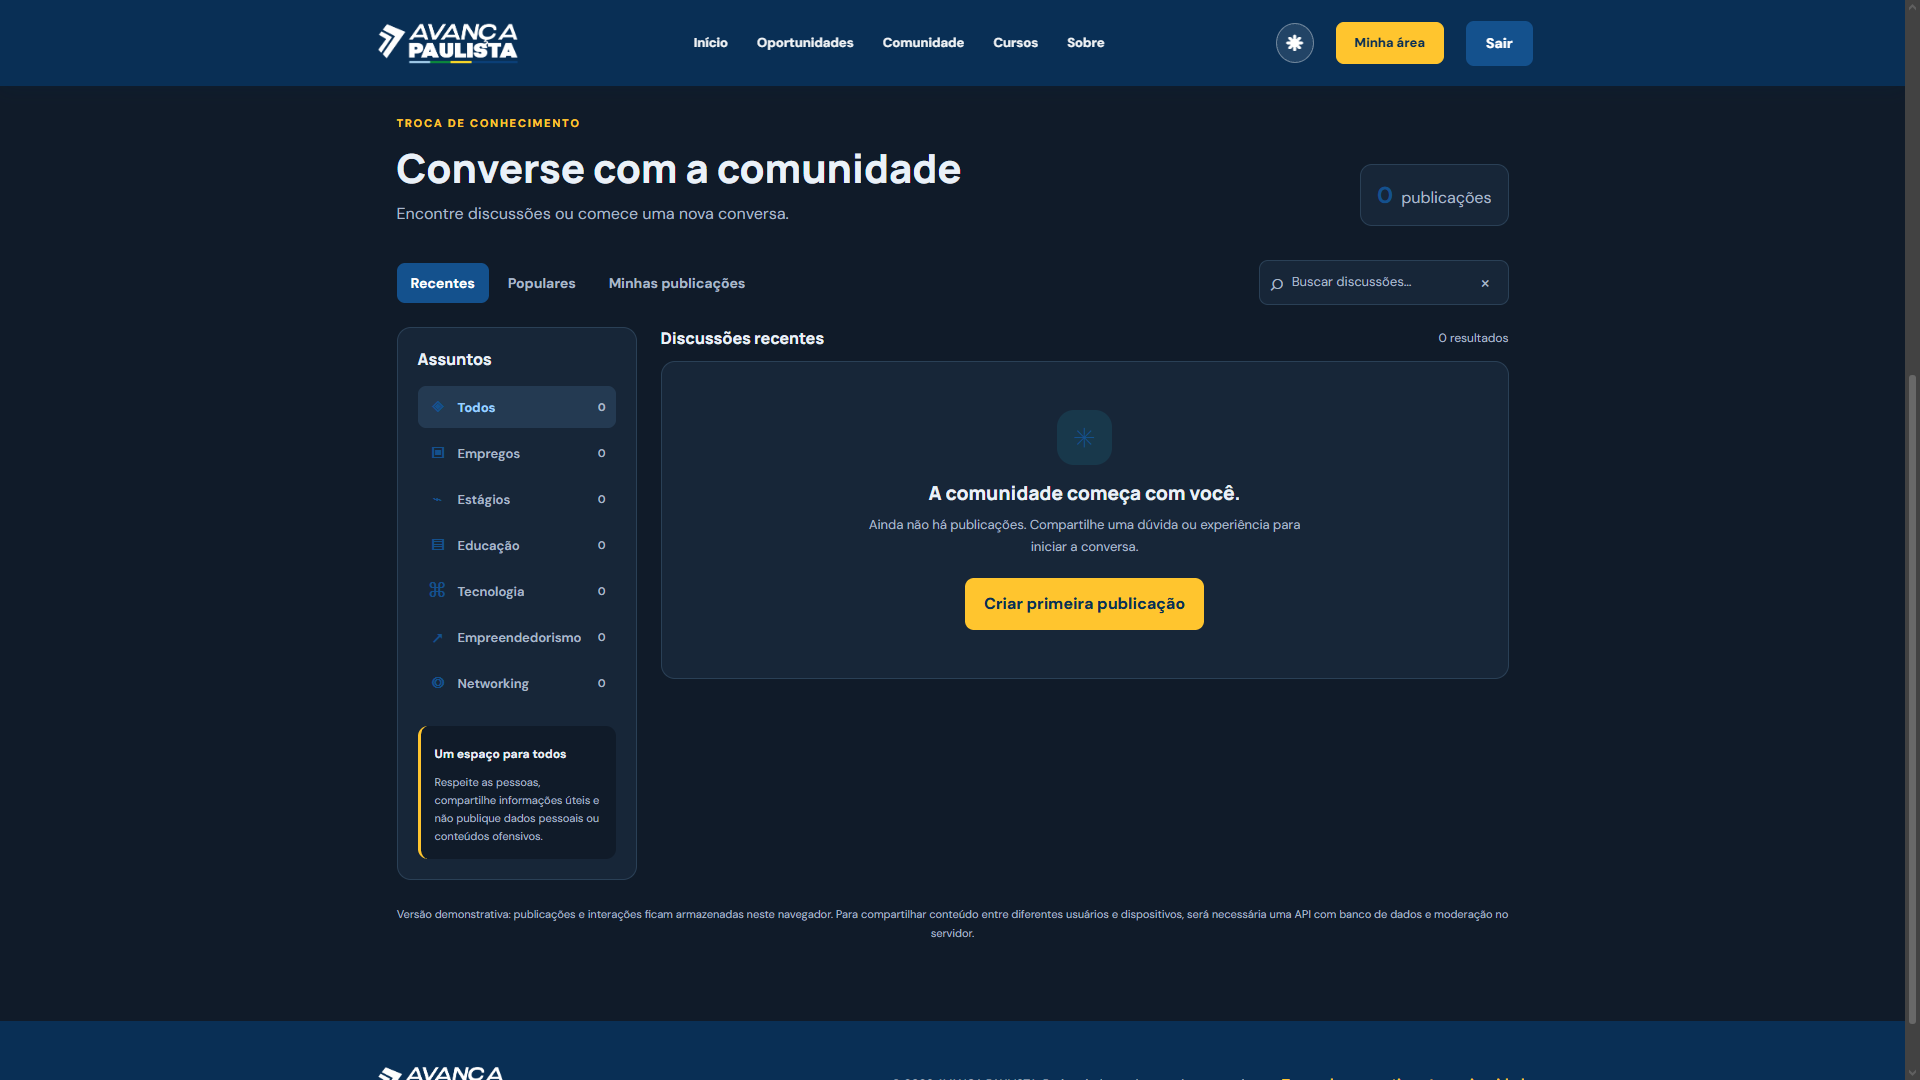 AVANÇA
PAULISTA
Início
Oportunidades
Comunidade
Cursos
Sobre
Minha área
Sair
TROCA DE CONHECIMENTO
Converse com a comunidade
Encontre discussões ou comece uma nova conversa.
0 publicações
Recentes
Populares
Minhas publicações
Buscar discussões...
×
Assuntos
Todos 0
Empregos 0
Estágios 0
Educação 0
Tecnologia 0
Empreendedorismo 0
Networking 0
Um espaço para todos
Respeite as pessoas,
compartilhe informações úteis e
não publique dados pessoais ou
conteúdos ofensivos.
Discussões recentes
0 resultados
A comunidade começa com você.
Ainda não há publicações. Compartilhe uma dúvida ou experiência para
iniciar a conversa.
Criar primeira publicação
Versão demonstrativa: publicações e interações ficam armazenadas neste navegador. Para compartilhar conteúdo entre diferentes usuários e dispositivos, será necessária uma API com banco de dados e moderação no
servidor.
AVANÇA